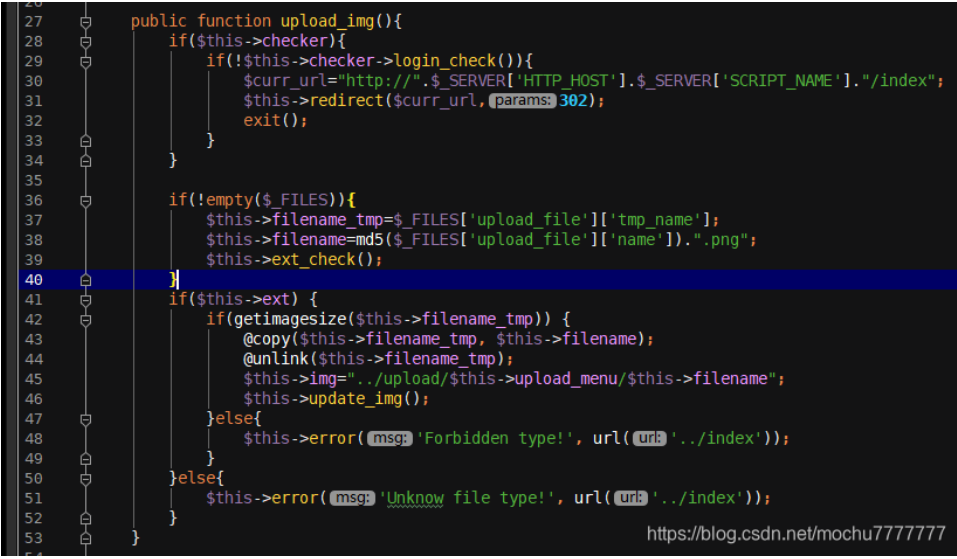 27 public function upload_img(){
28 if($this->checker){
29 if(!$this->checker->login_check()){
30 $curr_url="http://".$_SERVER['HTTP_HOST'].$_SERVER['SCRIPT_NAME']."/index";
31 $this->redirect($curr_url, params: 302);
32 exit();
33 }
34 }
35
36 if(!empty($_FILES)){
37 $this->filename_tmp=$_FILES['upload_file']['tmp_name'];
38 $this->filename=md5($_FILES['upload_file']['name']).".png";
39 $this->ext_check();
40 }
41 if($this->ext) {
42 if(getimagesize($this->filename_tmp)) {
43 @copy($this->filename_tmp, $this->filename);
44 @unlink($this->filename_tmp);
45 $this->img="../upload/$this->upload_menu/$this->filename";
46 $this->update_img();
47 }else{
48 $this->error( msg: 'Forbidden type!', url( url: '../index'));
49 }
50 }else{
51 $this->error( msg: 'Unknow file type!', url( url: '../index'));
52 }
53 }
https://blog.csdn.net/mochu7777777